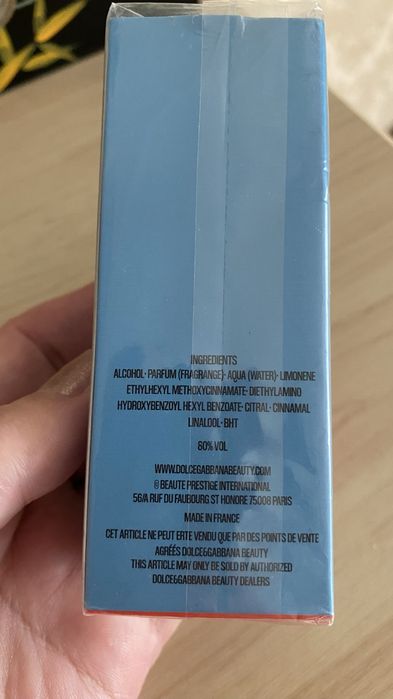 INGREDIENTS
ALCOHOL· PARFUM (FRAGRANGE)· AQUA (WATER)· LIMONENE
ETHYLHEXYL METHOXYCINNAMATE· DIETHYLAMINO
HYDROXYBENZOYL HEXYL BENZOATE· CITRAL· CINNAMAL
LINALOOL· BHT
80% VOL
WWW.DOLCEGABBANABEAUTY.COM
@ BEAUTE PRESTIGE INTERNATIONAL
56/A RUF DU FAUBOURG ST HONORE 75008 PARIS
MADE IN FRANCE
CET ARTICLE NE PEUT ERTE VENDU QUE PAR DES POINTS DE VENTE
AGRÉÉS DOLCE&GABBANA BEAUTY
THIS ARTICLE MAY ONLY BE SOLD BY AUTHORIZED
DOLCE&GABBANA BEAUTY DEALERS